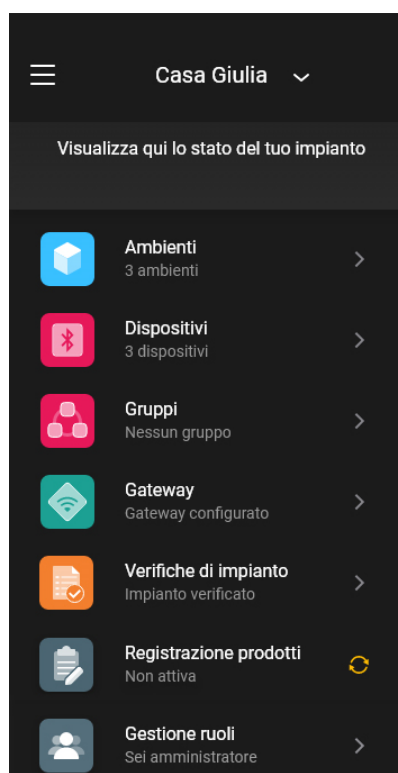 Casa Giulia
Visualizza qui lo stato del tuo impianto
Ambienti
3 ambienti
Dispositivi
3 dispositivi
Gruppi
Nessun gruppo
Gateway
Gateway configurato
Verifiche di impianto
Impianto verificato
Registrazione prodotti
Non attiva
Gestione ruoli
Sei amministratore